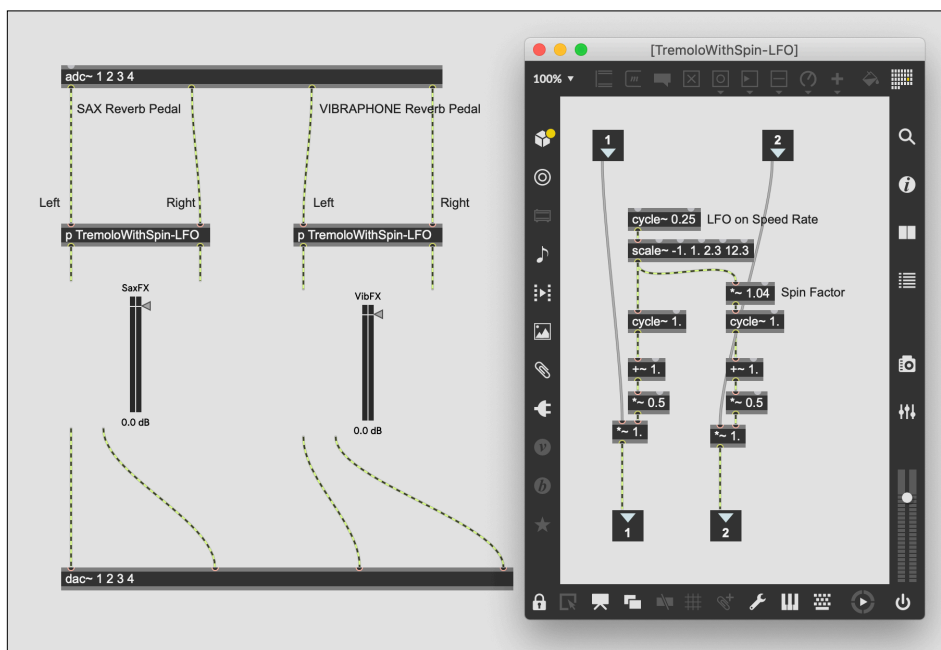 adc~ 1 2 3 4
SAX Reverb Pedal
VIBRAPHONE Reverb Pedal
Left
Right
Left
Right
p TremoloWithSpin-LFO
p TremoloWithSpin-LFO
SaxFX
VibFX
0.0 dB
0.0 dB
dac~ 1 2 3 4
[TremoloWithSpin-LFO]
100%
1
2
cycle~ 0.25
LFO on Speed Rate
scale~ -1. 1. 2.3 12.3
*~ 1.04
Spin Factor
cycle~ 1.
cycle~ 1.
+~ 1.
+~ 1.
*~ 0.5
*~ 0.5
*~ 1.
*~ 1.
1
2